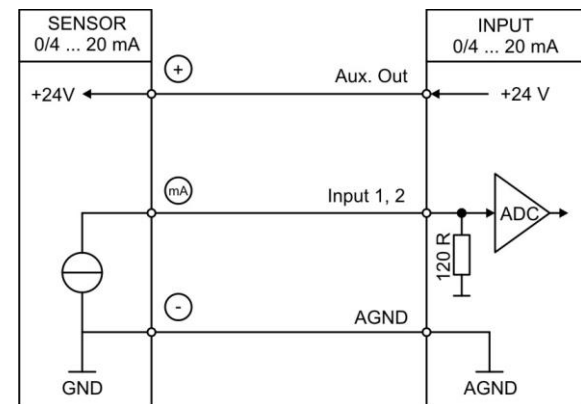 SENSOR
0/4 ... 20 mA
INPUT
0/4 ... 20 mA
+
Aux. Out
+24V
+24 V
mA
Input 1, 2
ADC
120 R
-
AGND
GND
AGND